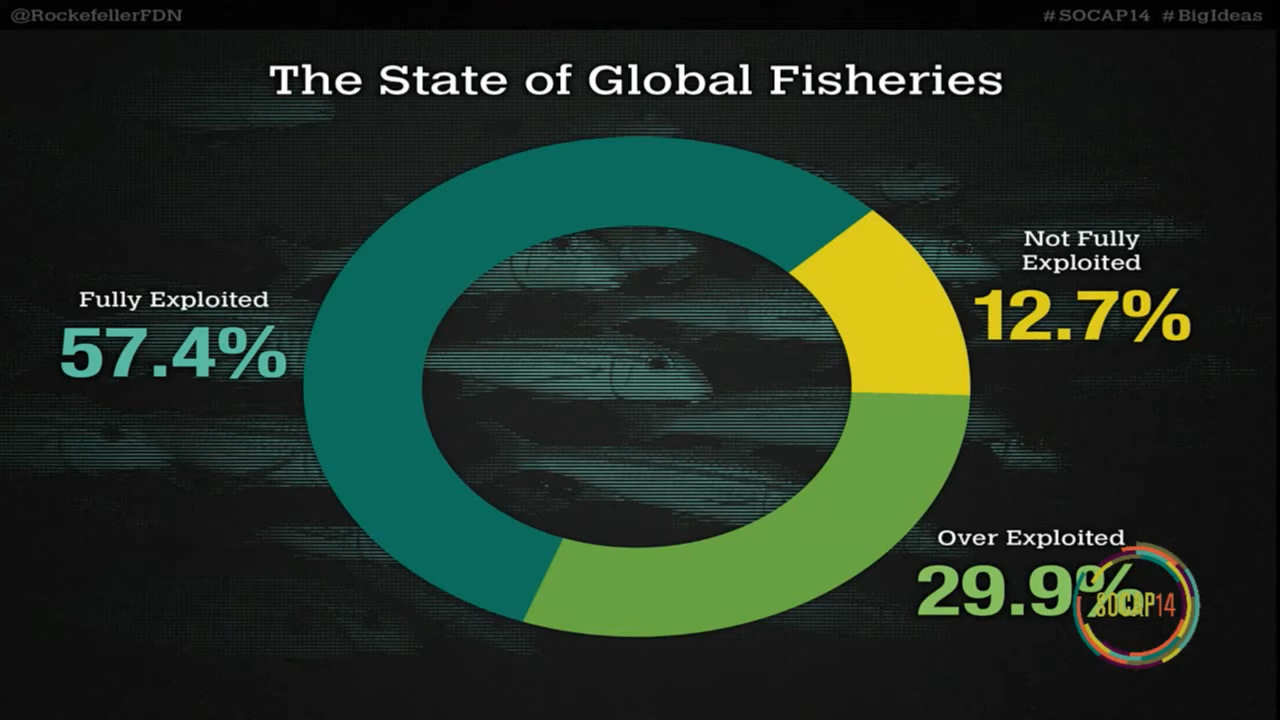 @RockefellerFDN
#SOCAP14 #BigIdeas
The State of Global Fisheries
Not Fully
Exploited
12.7%
Fully Exploited
57.4%
Over Exploited
29.9%
SOCAP14